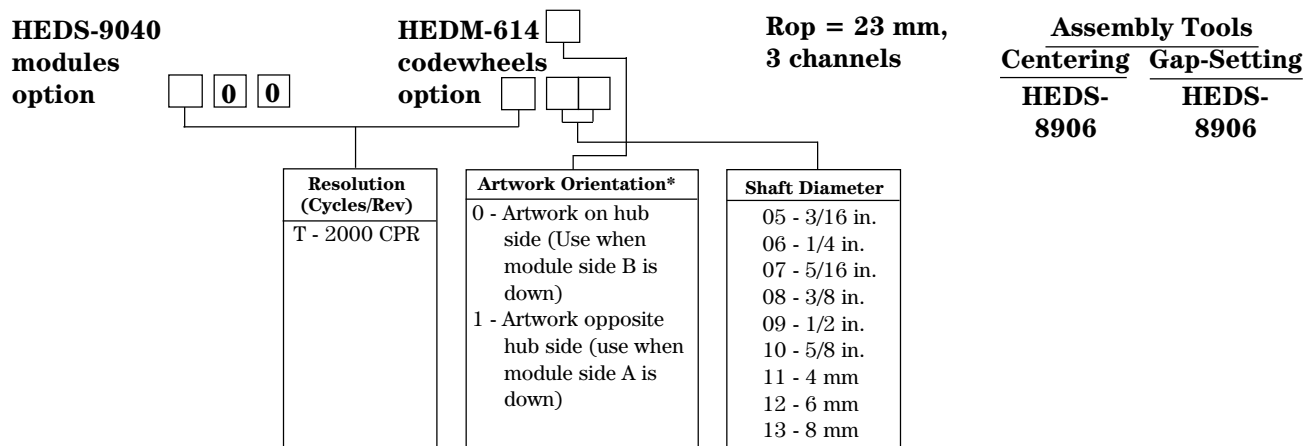 HEDS-9040
modules
option 0 0
HEDM-614
codewheels
option
Rop = 23 mm,
3 channels
Assembly Tools
Centering Gap-Setting
HEDS- HEDS-
8906 8906
Resolution
(Cycles/Rev)
T - 2000 CPR
Artwork Orientation*
0 - Artwork on hub
side (Use when
module side B is
down)
1 - Artwork opposite
hub side (use when
module side A is
down)
Shaft Diameter
05 - 3/16 in.
06 - 1/4 in.
07 - 5/16 in.
08 - 3/8 in.
09 - 1/2 in.
10 - 5/8 in.
11 - 4 mm
12 - 6 mm
13 - 8 mm